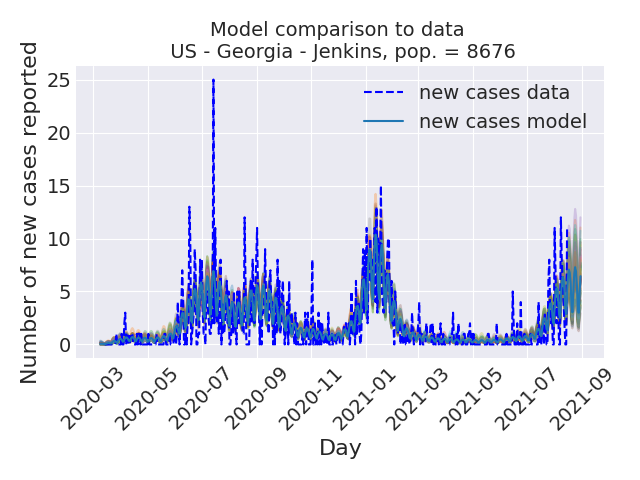 Model comparison to data
US - Georgia - Jenkins, pop. = 8676
Number of new cases reported
25
20
15
10
5
0
new cases data
new cases model
2020-03
2020-05
2020-07
2020-09
2020-11
2021-01
2021-03
2021-05
2021-07
2021-09
Day